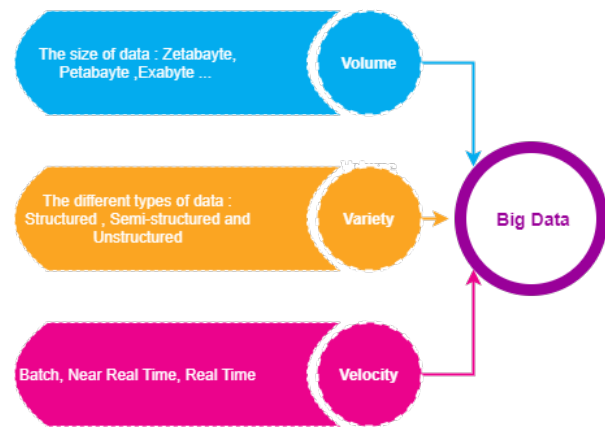 The size of data : Zetabayte,
Petabayte ,Exabyte ...
Volume
The different types of data :
Structured , Semi-structured and
Unstructured
Variety
Big Data
Batch, Near Real Time, Real Time
Velocity